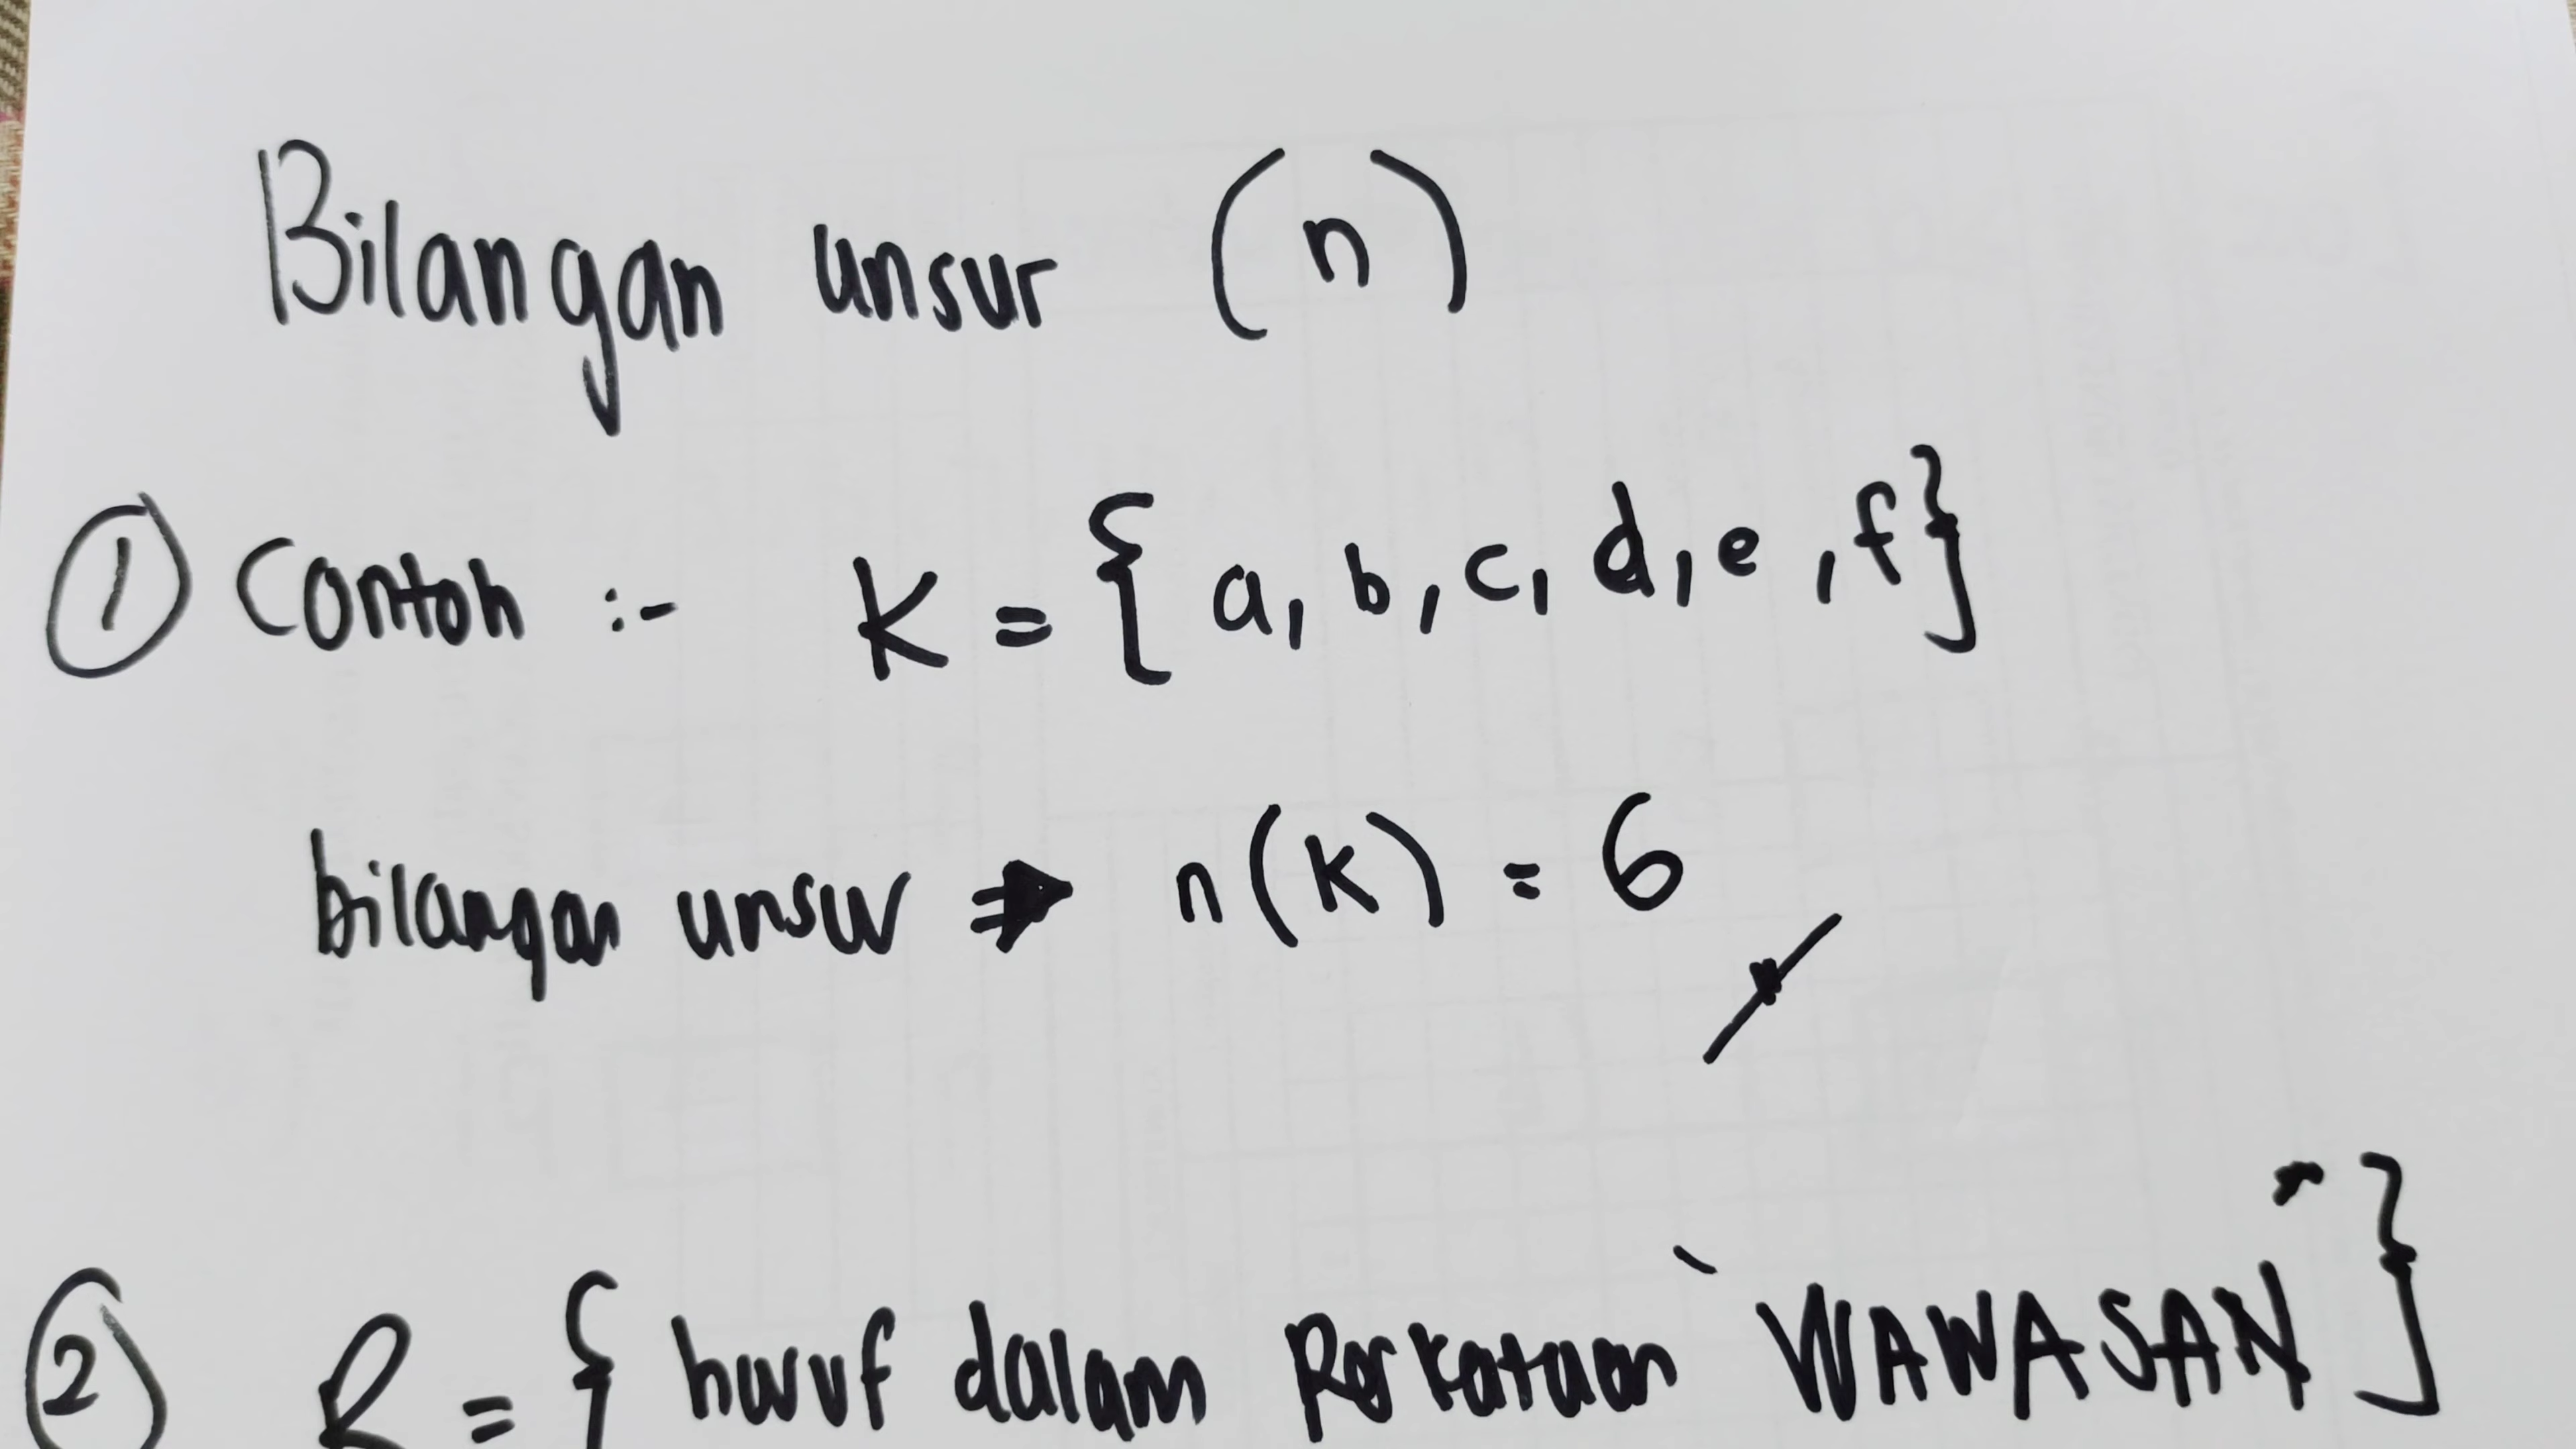 Bilangan unsur (n)
① Contoh :- K = { a, b, c, d, e, f}
bilangan unsur ⇒ n(K) = 6
② R = { huruf dalam Perkataan `WAWASAN" }